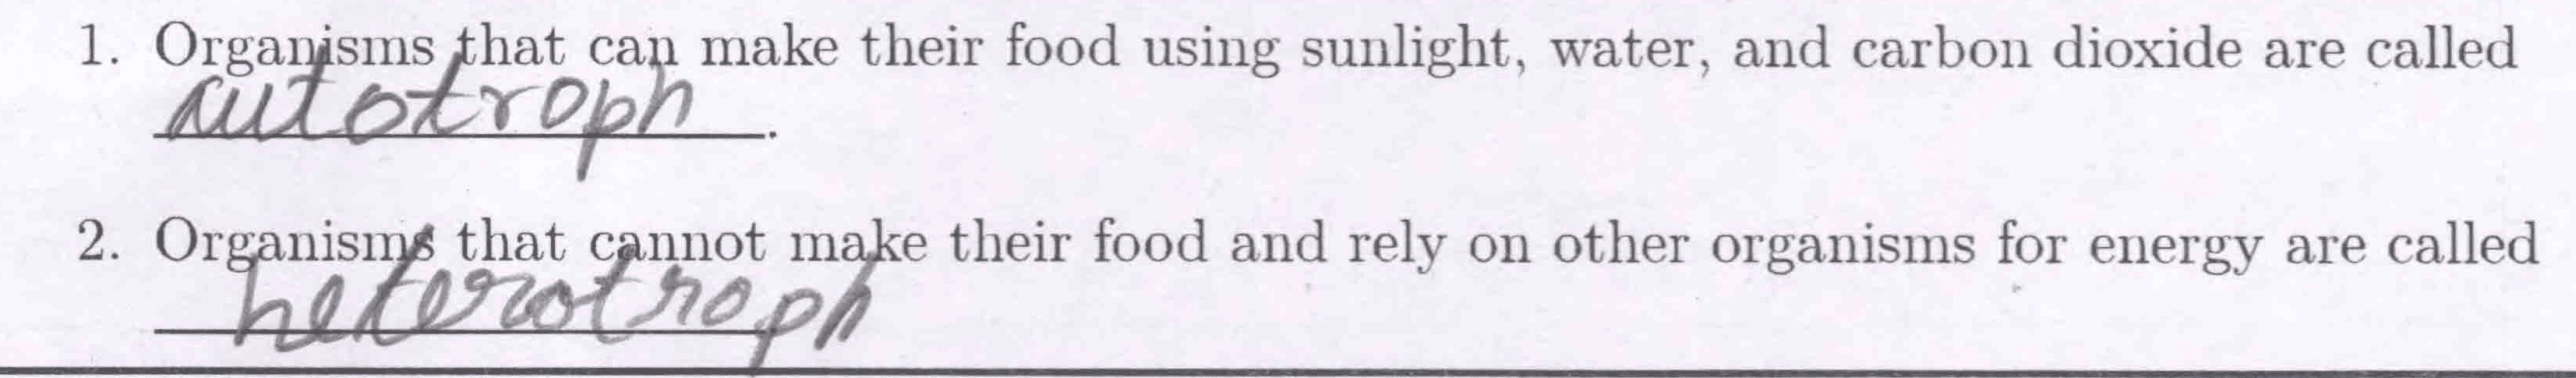 1. Organisms that can make their food using sunlight, water, and carbon dioxide are called
autotroph.
2. Organisms that cannot make their food and rely on other organisms for energy are called
heterotroph